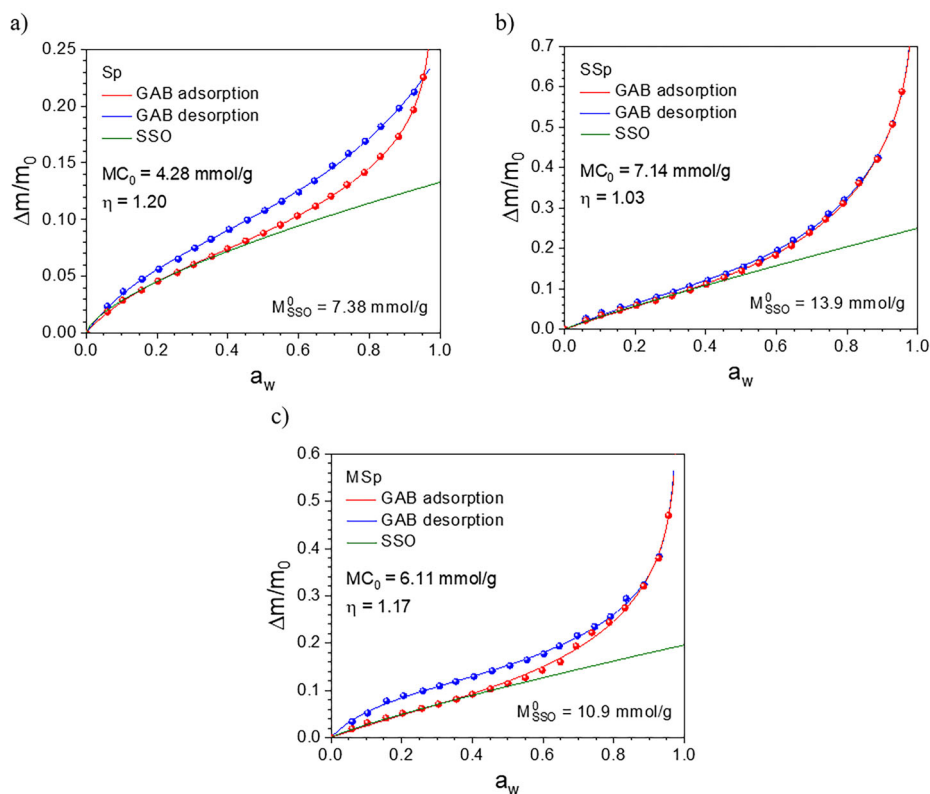 a)
0.25
0.20
0.15
0.10
0.05
0.00
Δm/m₀
Sp
GAB adsorption
GAB desorption
SSO
MC₀ = 4.28 mmol/g
η = 1.20
M⁰SSO = 7.38 mmol/g
0.0 0.2 0.4 0.6 0.8 1.0
a_w
b)
0.7
0.6
0.5
0.4
0.3
0.2
0.1
0.0
Δm/m₀
SSp
GAB adsorption
GAB desorption
SSO
MC₀ = 7.14 mmol/g
η = 1.03
M⁰SSO = 13.9 mmol/g
0.0 0.2 0.4 0.6 0.8 1.0
a_w
c)
0.6
0.5
0.4
0.3
0.2
0.1
0.0
Δm/m₀
MSp
GAB adsorption
GAB desorption
SSO
MC₀ = 6.11 mmol/g
η = 1.17
M⁰SSO = 10.9 mmol/g
0.0 0.2 0.4 0.6 0.8 1.0
a_w